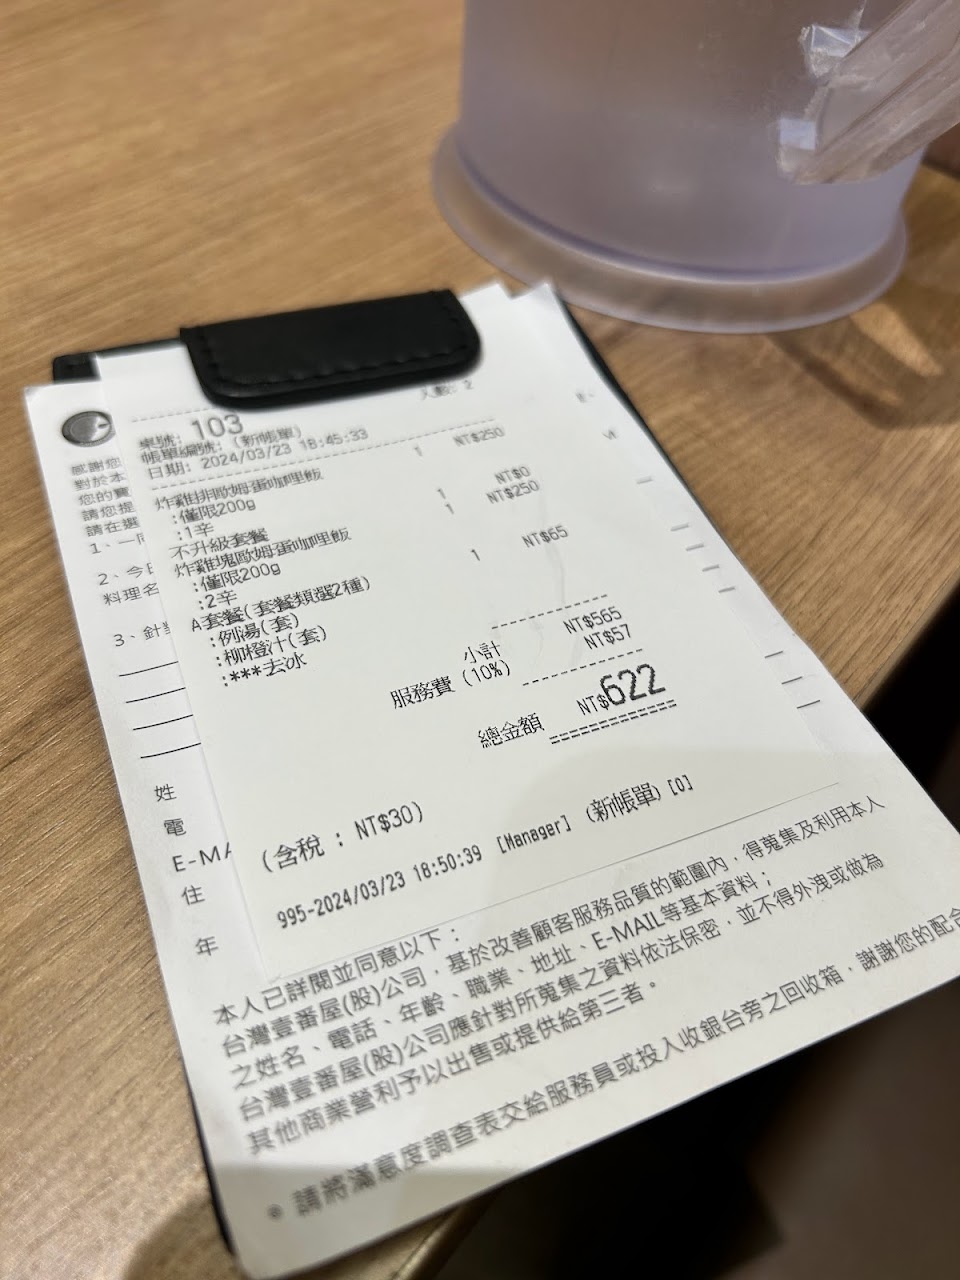 人數: 2
桌號: 103
帳單編號: (新帳單)
日期: 2024/03/23 18:45:33
炸雞排歐姆蛋咖哩飯 1 NT$250
:僅限200g
:1辛
不升級套餐 1 NT$0
炸雞塊歐姆蛋咖哩飯 1 NT$250
:僅限200g
:2辛
A套餐(套餐類選2種) 1 NT$65
:例湯(套)
:柳橙汁(套)
:***去冰
小計 NT$565
服務費 (10%) NT$57
總金額 NT$622
(含稅 : NT$30)
995-2024/03/23 18:50:39 [Manager] (新帳單) [0]
感謝您
對於本
您的寶
請您提
請在選
1、一
2、今日
料理名
3、針對
姓
電
E-MA
住
年
本人已詳閱並同意以下：
台灣壹番屋(股)公司，基於改善顧客服務品質的範圍內，得蒐集及利用本人
之姓名、電話、年齡、職業、地址、E-MAIL等基本資料；
台灣壹番屋(股)公司應針對所蒐集之資料依法保密，並不得外洩或做為
其他商業營利予以出售或提供給第三者。
● 請將滿意度調查表交給服務員或投入收銀台旁之回收箱，謝謝您的配合